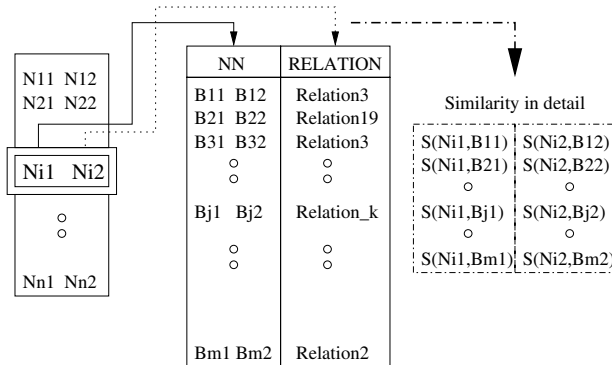 N11 N12
N21 N22
Ni1 Ni2
Nn1 Nn2
NN RELATION
B11 B12 Relation3
B21 B22 Relation19
B31 B32 Relation3
Bj1 Bj2 Relation_k
Bm1 Bm2 Relation2
Similarity in detail
S(Ni1,B11) S(Ni2,B12)
S(Ni1,B21) S(Ni2,B22)
S(Ni1,Bj1) S(Ni2,Bj2)
S(Ni1,Bm1) S(Ni2,Bm2)